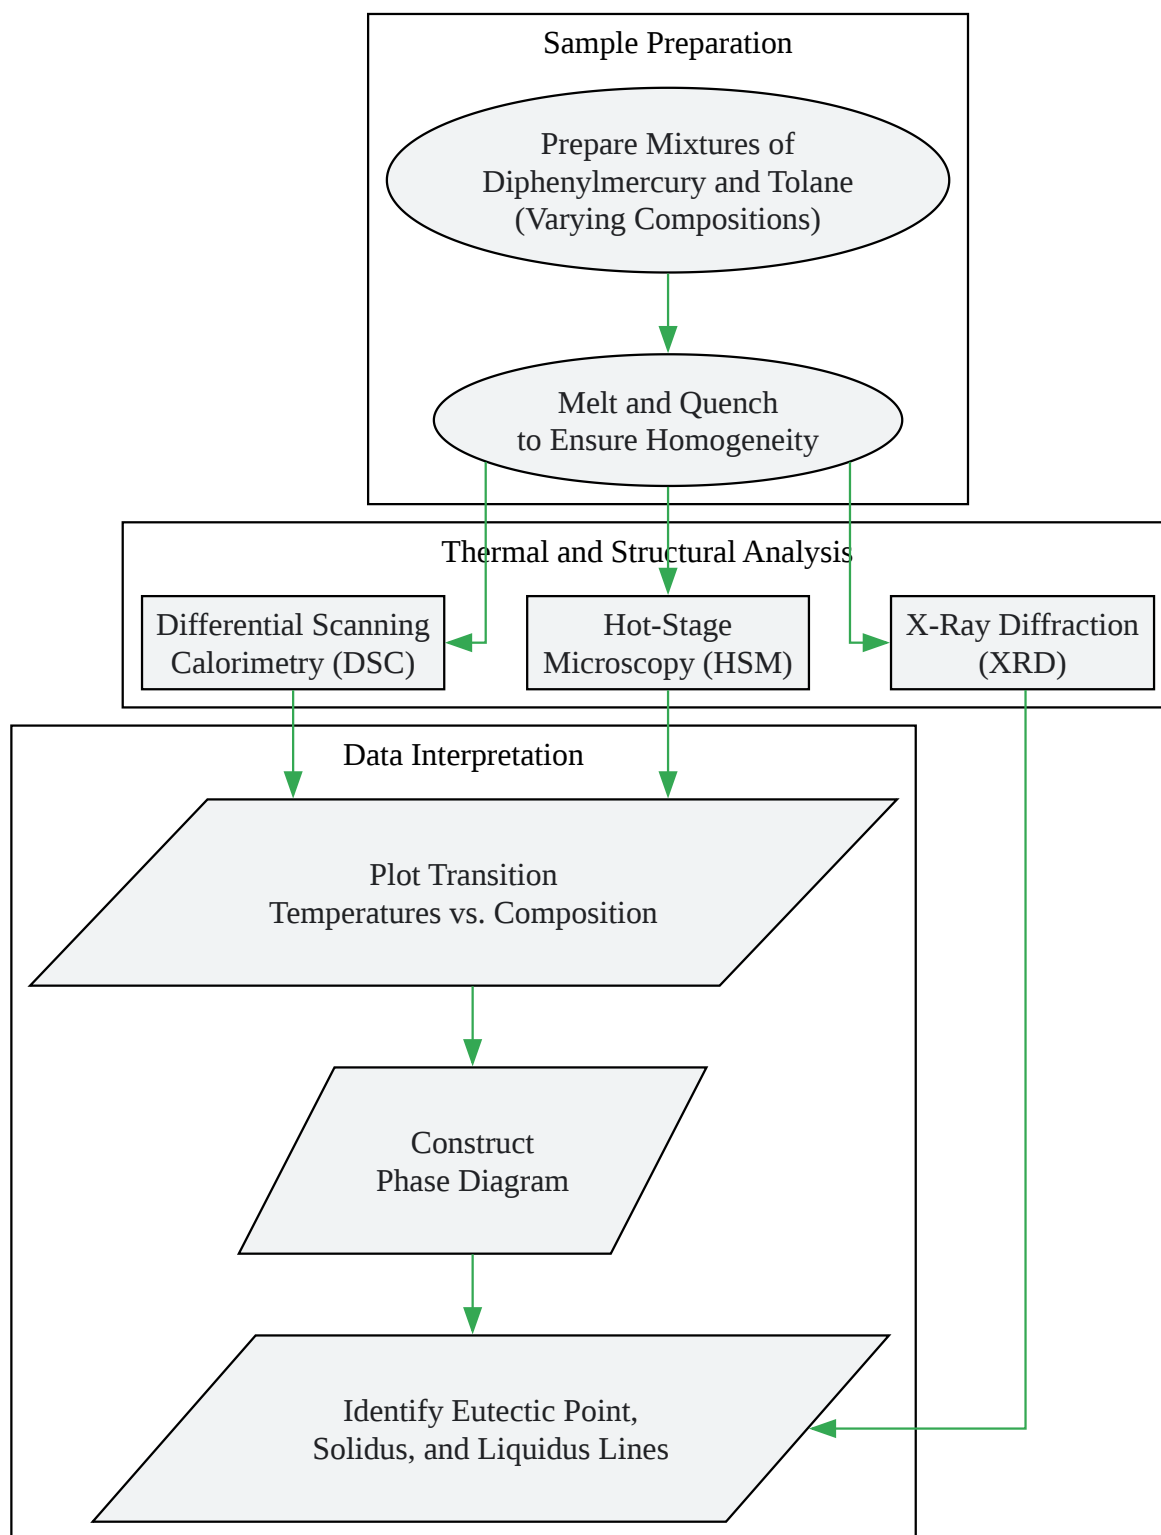 Sample Preparation
Prepare Mixtures of
Diphenylmercury and Tolane
(Varying Compositions)
Melt and Quench
to Ensure Homogeneity
Thermal and Structural Analysis
Differential Scanning
Calorimetry (DSC)
Hot-Stage
Microscopy (HSM)
X-Ray Diffraction
(XRD)
Data Interpretation
Plot Transition
Temperatures vs. Composition
Construct
Phase Diagram
Identify Eutectic Point,
Solidus, and Liquidus Lines